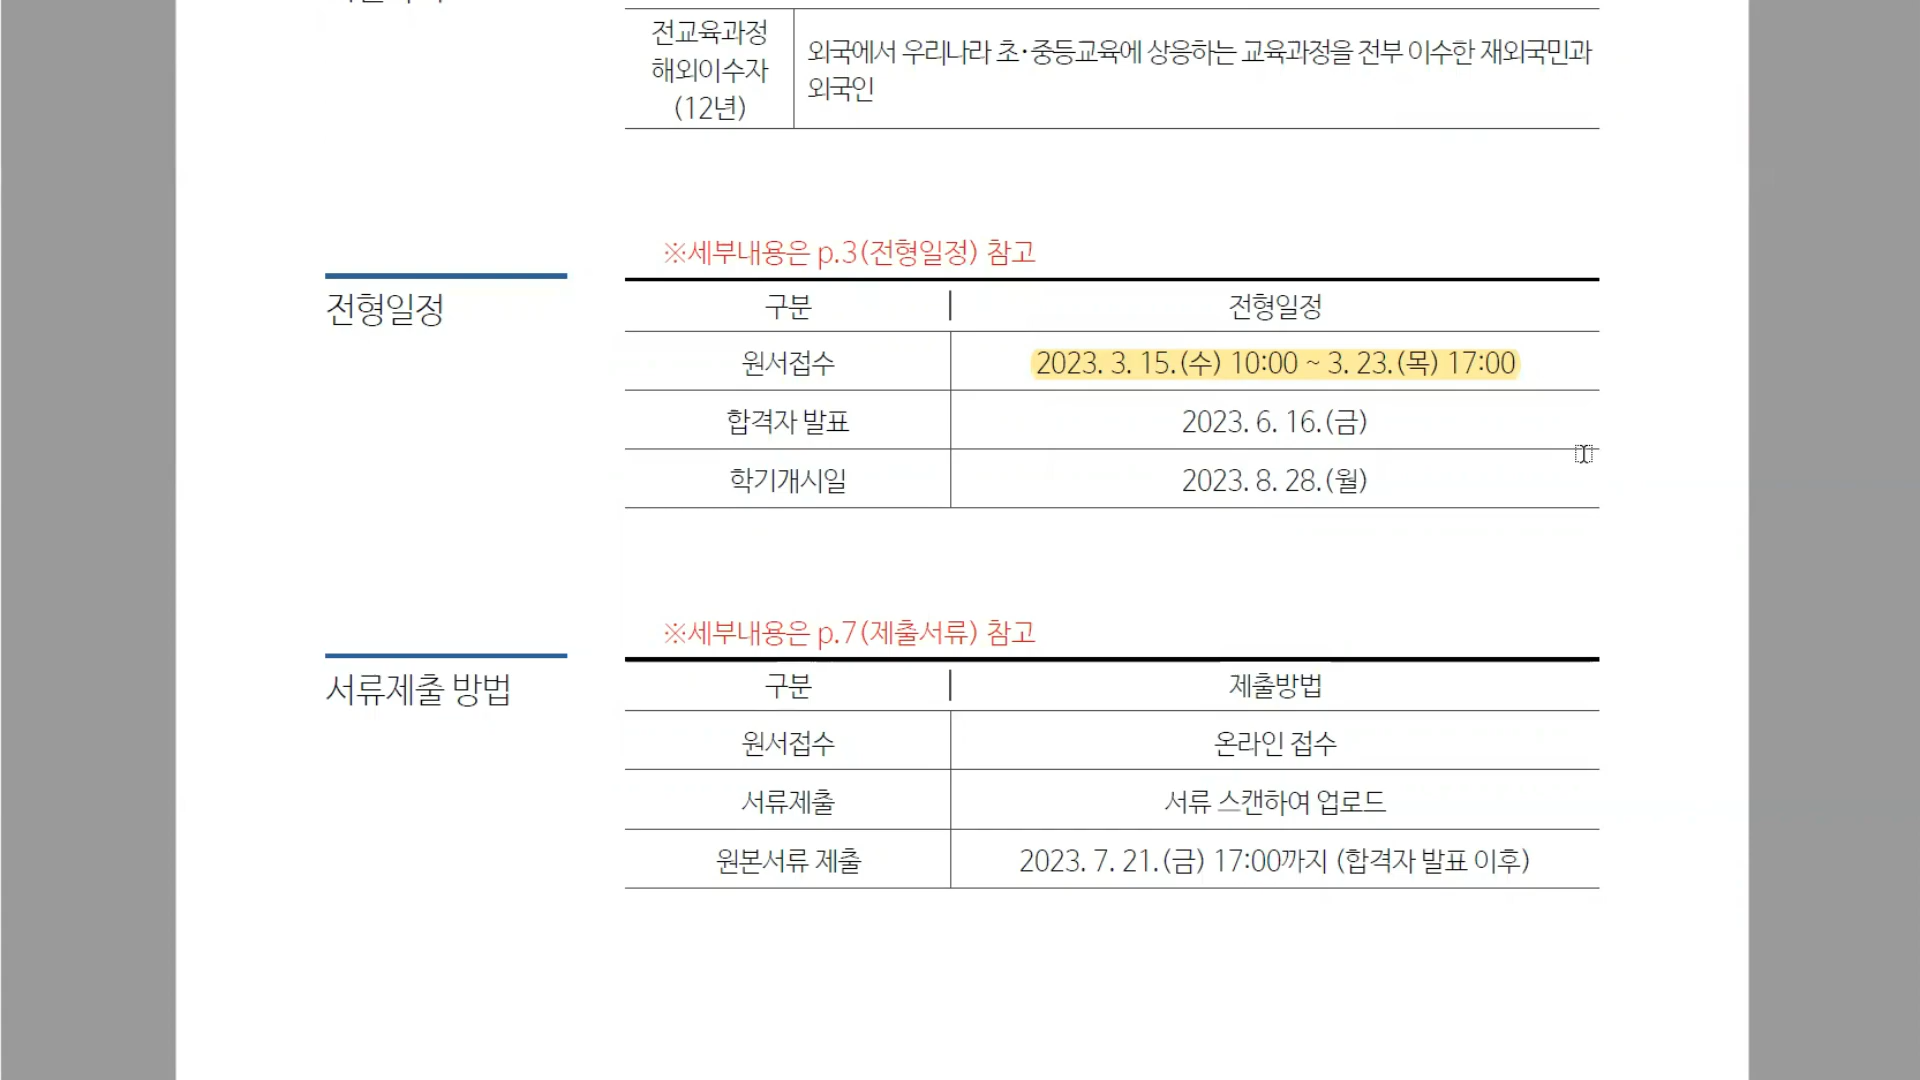 전교육과정
해외이수자
(12년)
외국에서 우리나라 초·중등교육에 상응하는 교육과정을 전부 이수한 재외국민과
외국인
※세부내용은 p.3(전형일정) 참고
전형일정
구분 전형일정
원서접수 2023. 3. 15.(수) 10:00 ~ 3. 23.(목) 17:00
합격자 발표 2023. 6. 16.(금)
학기개시일 2023. 8. 28.(월)
※세부내용은 p.7(제출서류) 참고
서류제출 방법
구분 제출방법
원서접수 온라인 접수
서류제출 서류 스캔하여 업로드
원본서류 제출 2023. 7. 21.(금) 17:00까지 (합격자 발표 이후)